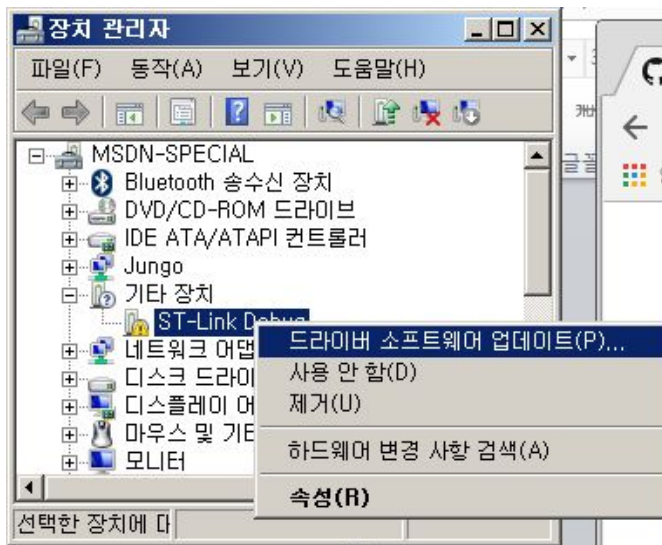 장치 관리자
파일(F) 동작(A) 보기(V) 도움말(H)
MSDN-SPECIAL
Bluetooth 송수신 장치
DVD/CD-ROM 드라이브
IDE ATA/ATAPI 컨트롤러
Jungo
기타 장치
ST-Link Debug
네트워크 어댑
디스크 드라이
디스플레이 어
마우스 및 기타
모니터
드라이버 소프트웨어 업데이트(P)...
사용 안 함(D)
제거(U)
하드웨어 변경 사항 검색(A)
속성(R)
선택한 장치에 대
글꼴